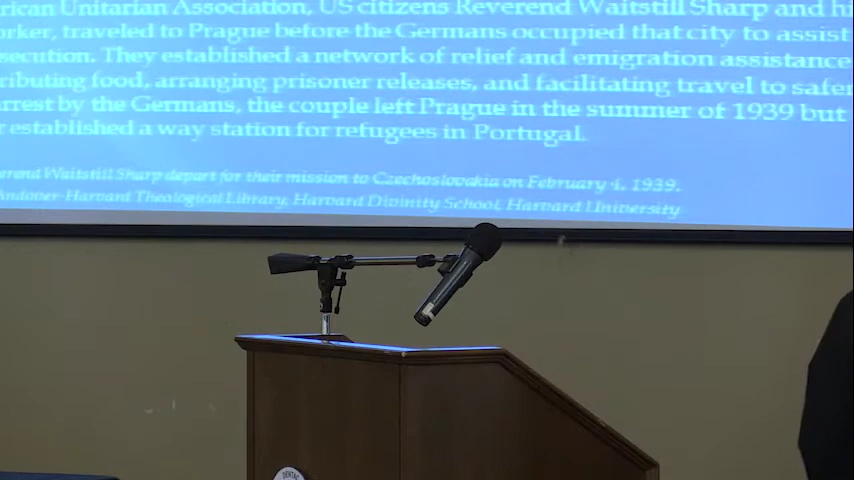 rican Unitarian Association, US citizens Reverend Waitstill Sharp and hi
orker, traveled to Prague before the Germans occupied that city to assist
secution. They established a network of relief and emigration assistance
ributing food, arranging prisoner releases, and facilitating travel to safer
arrest by the Germans, the couple left Prague in the summer of 1939 but
r established a way station for refugees in Portugal.
erend Waitstill Sharp depart for their mission to Czechoslovakia on February 4, 1939.
Andover-Harvard Theological Library, Harvard Divinity School, Harvard University